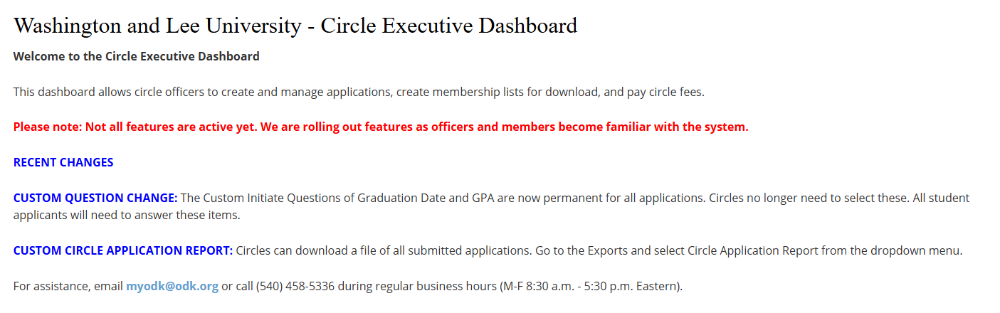 Washington and Lee University - Circle Executive Dashboard
Welcome to the Circle Executive Dashboard
This dashboard allows circle officers to create and manage applications, create membership lists for download, and pay circle fees.
Please note: Not all features are active yet. We are rolling out features as officers and members become familiar with the system.
RECENT CHANGES
CUSTOM QUESTION CHANGE: The Custom Initiate Questions of Graduation Date and GPA are now permanent for all applications. Circles no longer need to select these. All student
applicants will need to answer these items.
CUSTOM CIRCLE APPLICATION REPORT: Circles can download a file of all submitted applications. Go to the Exports and select Circle Application Report from the dropdown menu.
For assistance, email myodk@odk.org or call (540) 458-5336 during regular business hours (M-F 8:30 a.m. - 5:30 p.m. Eastern).